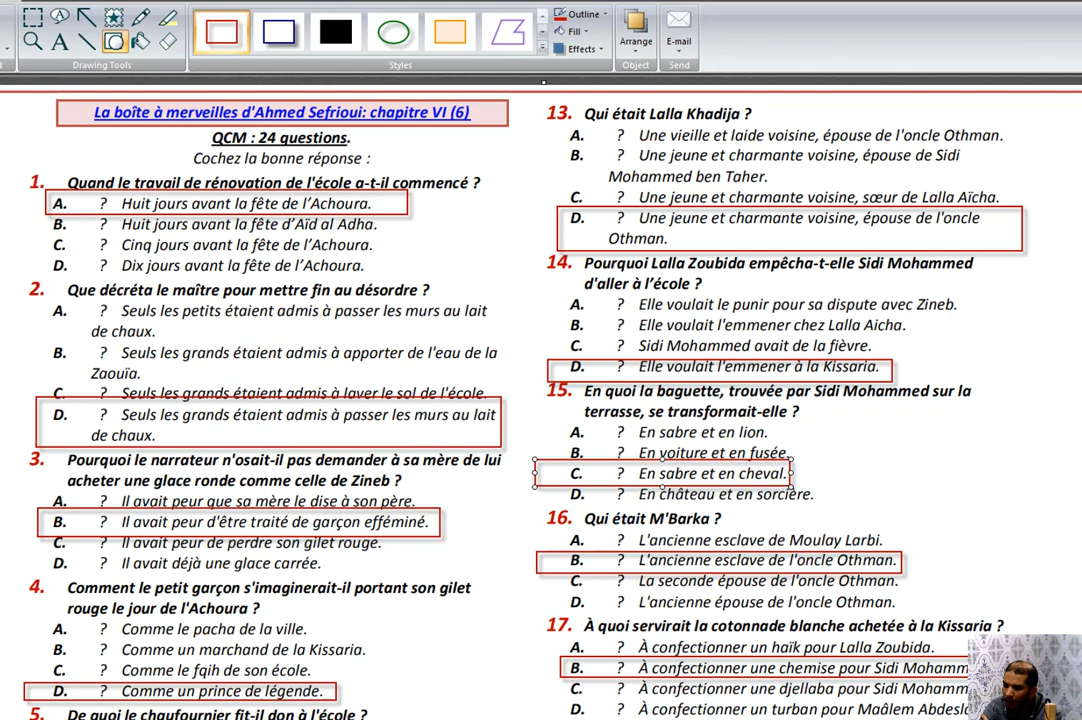 Outline
Fill
Effects
Arrange
E-mail
Drawing Tools
Styles
Object
Send
La boîte à merveilles d'Ahmed Sefrioui: chapitre VI (6)
QCM : 24 questions.
Cochez la bonne réponse :
1. Quand le travail de rénovation de l'école a-t-il commencé ?
A. ? Huit jours avant la fête de l’Achoura.
B. ? Huit jours avant la fête d’Aïd al Adha.
C. ? Cinq jours avant la fête de l’Achoura.
D. ? Dix jours avant la fête de l’Achoura.
2. Que décréta le maître pour mettre fin au désordre ?
A. ? Seuls les petits étaient admis à passer les murs au lait
de chaux.
B. ? Seuls les grands étaient admis à apporter de l'eau de la
Zaouïa.
C. ? Seuls les grands étaient admis à laver le sol de l'école.
D. ? Seuls les grands étaient admis à passer les murs au lait
de chaux.
3. Pourquoi le narrateur n'osait-il pas demander à sa mère de lui
acheter une glace ronde comme celle de Zineb ?
A. ? Il avait peur que sa mère le dise à son père.
B. ? Il avait peur d'être traité de garçon efféminé.
C. ? Il avait peur de perdre son gilet rouge.
D. ? Il avait déjà une glace carrée.
4. Comment le petit garçon s'imaginerait-il portant son gilet
rouge le jour de l'Achoura ?
A. ? Comme le pacha de la ville.
B. ? Comme un marchand de la Kissaria.
C. ? Comme le fqih de son école.
D. ? Comme un prince de légende.
5. De quoi le chaufournier fit-il don à l'école ?
13. Qui était Lalla Khadija ?
A. ? Une vieille et laide voisine, épouse de l'oncle Othman.
B. ? Une jeune et charmante voisine, épouse de Sidi
Mohammed ben Taher.
C. ? Une jeune et charmante voisine, sœur de Lalla Aïcha.
D. ? Une jeune et charmante voisine, épouse de l'oncle
Othman.
14. Pourquoi Lalla Zoubida empêcha-t-elle Sidi Mohammed
d'aller à l’école ?
A. ? Elle voulait le punir pour sa dispute avec Zineb.
B. ? Elle voulait l'emmener chez Lalla Aicha.
C. ? Sidi Mohammed avait de la fièvre.
D. ? Elle voulait l'emmener à la Kissaria.
15. En quoi la baguette, trouvée par Sidi Mohammed sur la
terrasse, se transformait-elle ?
A. ? En sabre et en lion.
B. ? En voiture et en fusée.
C. ? En sabre et en cheval.
D. ? En château et en sorcière.
16. Qui était M'Barka ?
A. ? L'ancienne esclave de Moulay Larbi.
B. ? L'ancienne esclave de l'oncle Othman.
C. ? La seconde épouse de l'oncle Othman.
D. ? L'ancienne épouse de l'oncle Othman.
17. À quoi servirait la cotonnade blanche achetée à la Kissaria ?
A. ? À confectionner un haïk pour Lalla Zoubida.
B. ? À confectionner une chemise pour Sidi Mohamm
C. ? À confectionner une djellaba pour Sidi Mohamm
D. ? À confectionner un turban pour Maâlem Abdesl